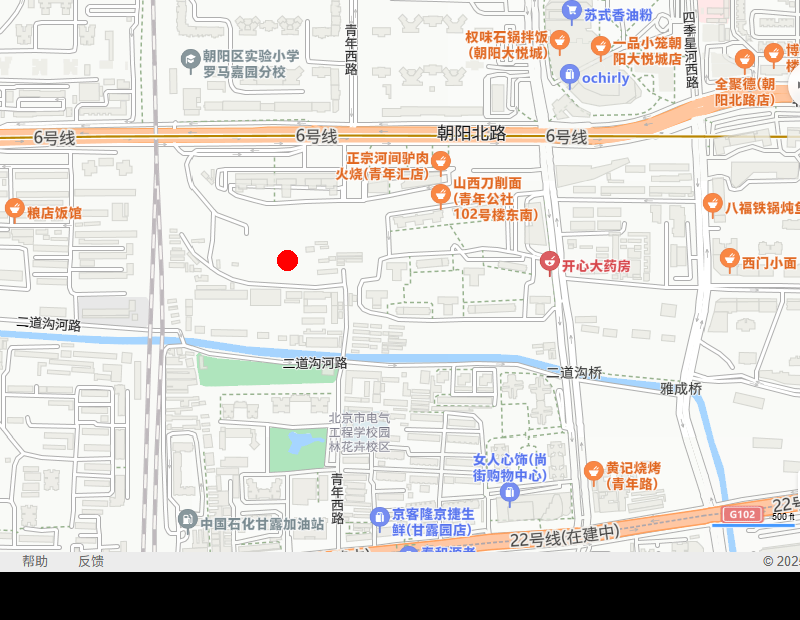 苏式香油粉
四季星河西路
青年西路
权味石锅拌饭
(朝阳大悦城)
一品小笼朝
阳大悦城店
博
楼
朝阳区实验小学
罗马嘉园分校
ochirly
全聚德(朝
阳北路店)
6号线
6号线
朝阳北路
6号线
正宗河间驴肉
火烧(青年汇店)
山西刀削面
(青年公社
102号楼东南)
粮店饭馆
八福铁锅炖鱼
开心大药房
西门小面
二道沟河路
二道沟河路
二道沟桥
雅成桥
北京市电气
工程学校园
林花卉校区
女人心饰(尚
街购物中心)
黄记烧烤
(青年路)
青年西路
中国石化甘露加油站
京客隆京捷生
鲜(甘露园店)
22号线(在建中)
G102
22号
500 ft
帮助
反馈
© 202